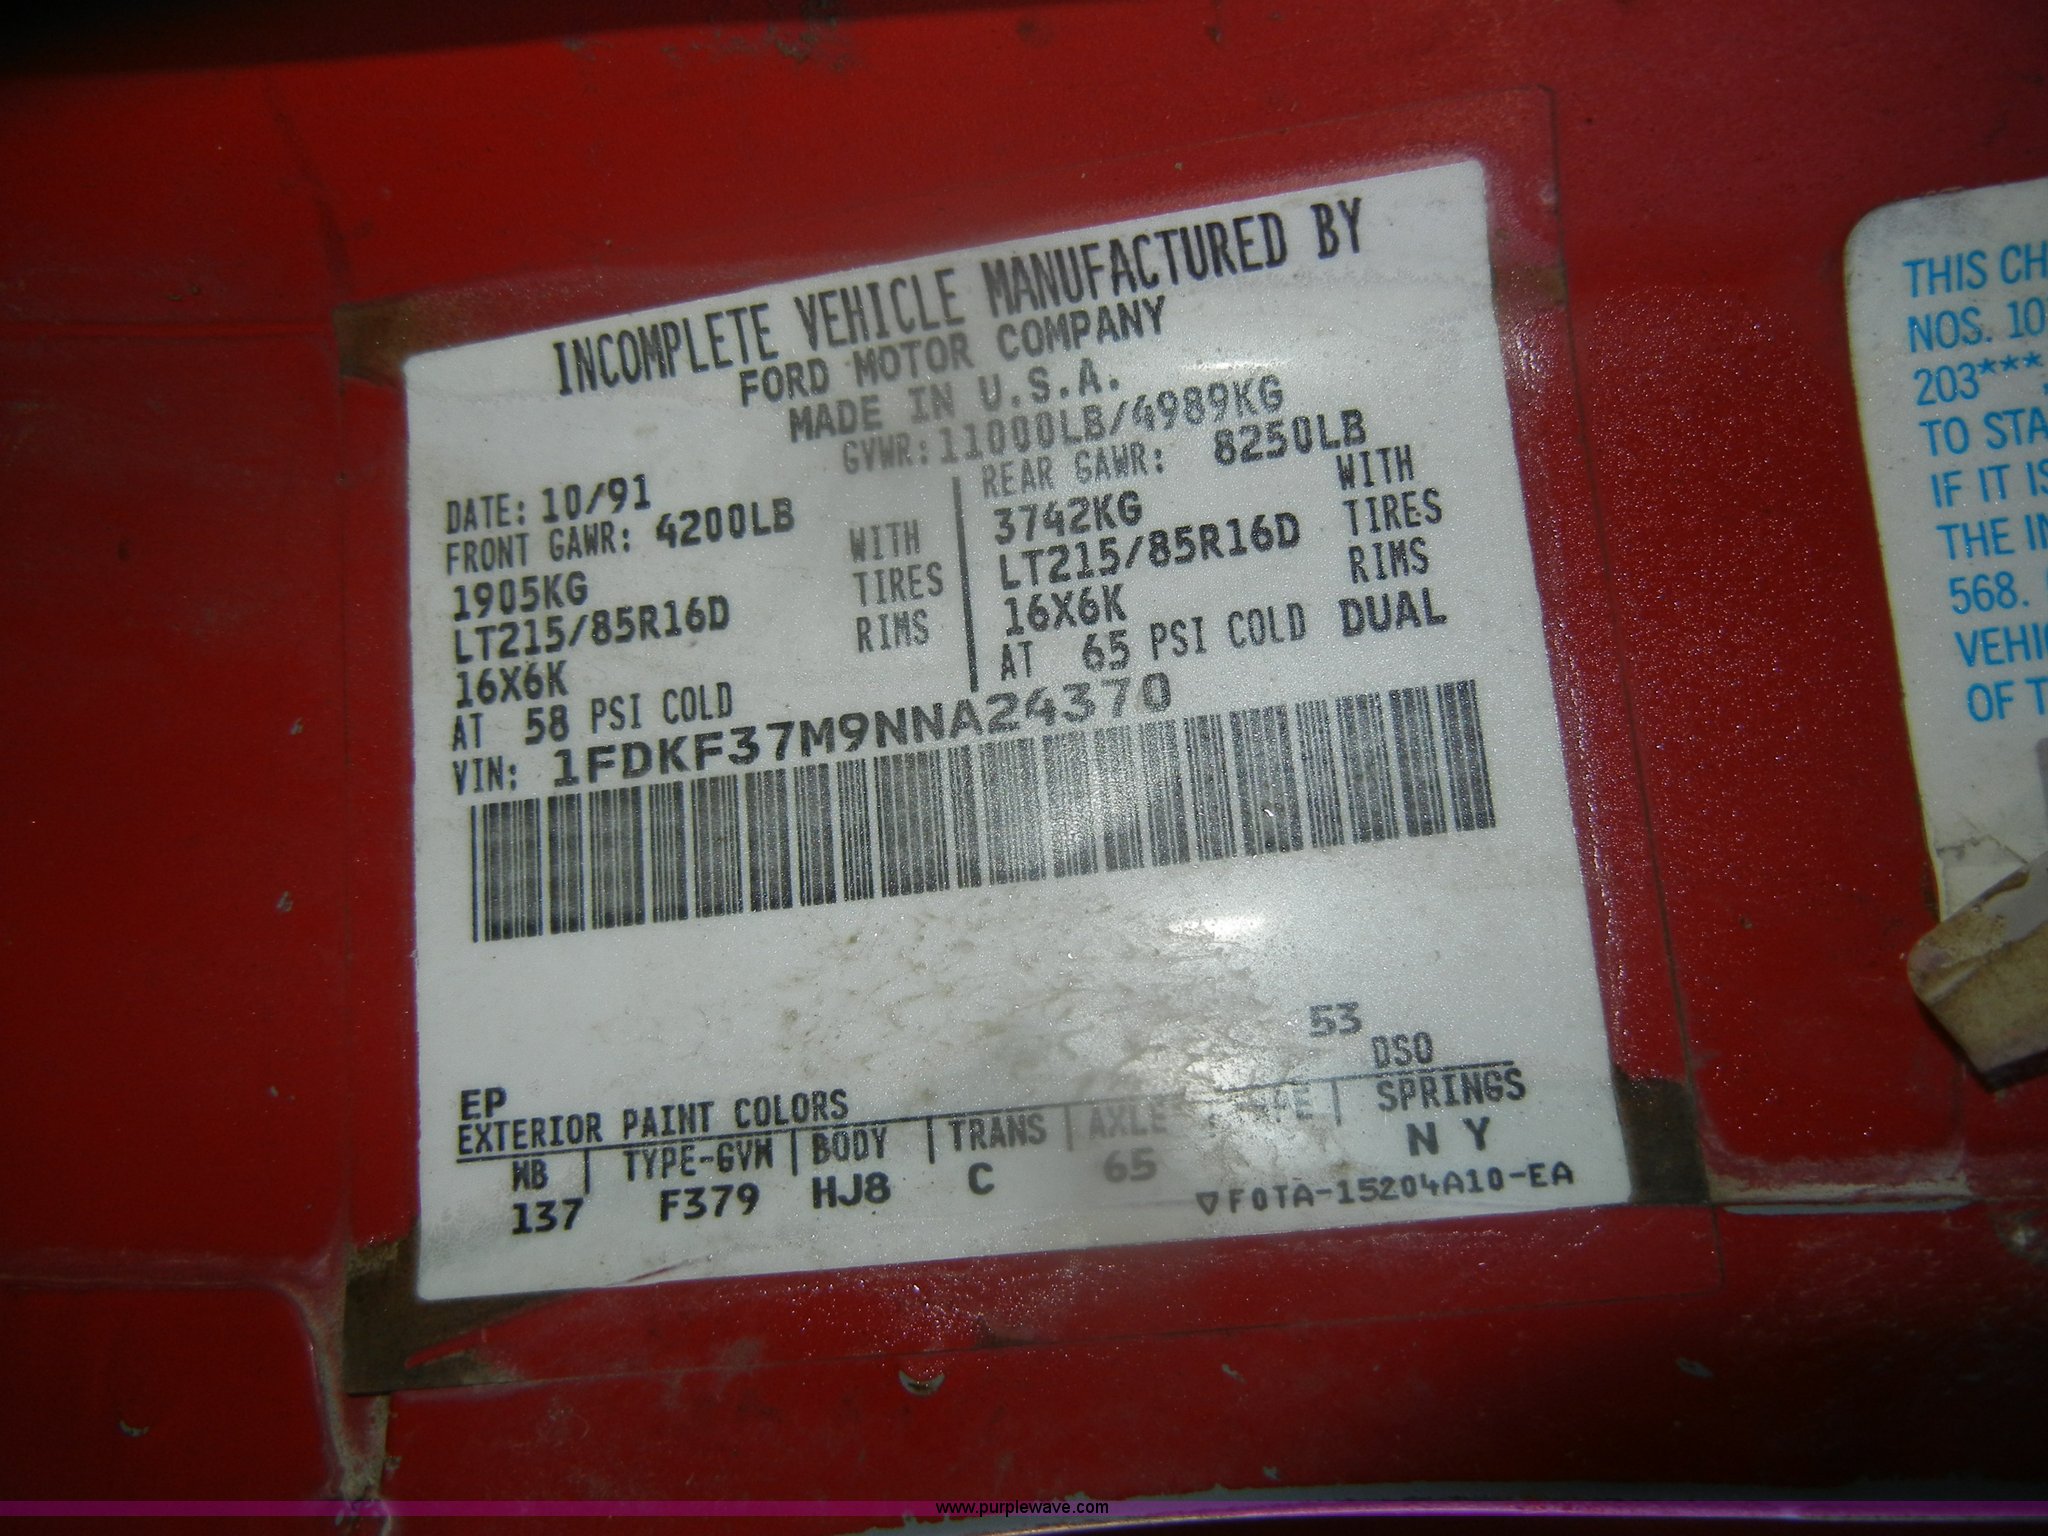 INCOMPLETE VEHICLE MANUFACTURED BY
FORD MOTOR COMPANY
MADE IN U.S.A.
GVWR:11000LB/4989KG
DATE: 10/91
FRONT GAWR: 4200LB
1905KG WITH
LT215/85R16D TIRES
16X6K RIMS
AT 58 PSI COLD
REAR GAWR: 8250LB
3742KG WITH
LT215/85R16D TIRES
16X6K RIMS
AT 65 PSI COLD DUAL
VIN: 1FDKF37M9NNA24370
53
EP DSO
EXTERIOR PAINT COLORS
WB | TYPE-GVW | BODY | TRANS | AXLE | SPRINGS
137 F379 HJ8 C 65 N Y
▽F0TA-15204A10-EA
THIS CH
NOS. 10
203***
TO STA
IF IT IS
THE IN
568.
VEHIC
OF T
www.purplewave.com